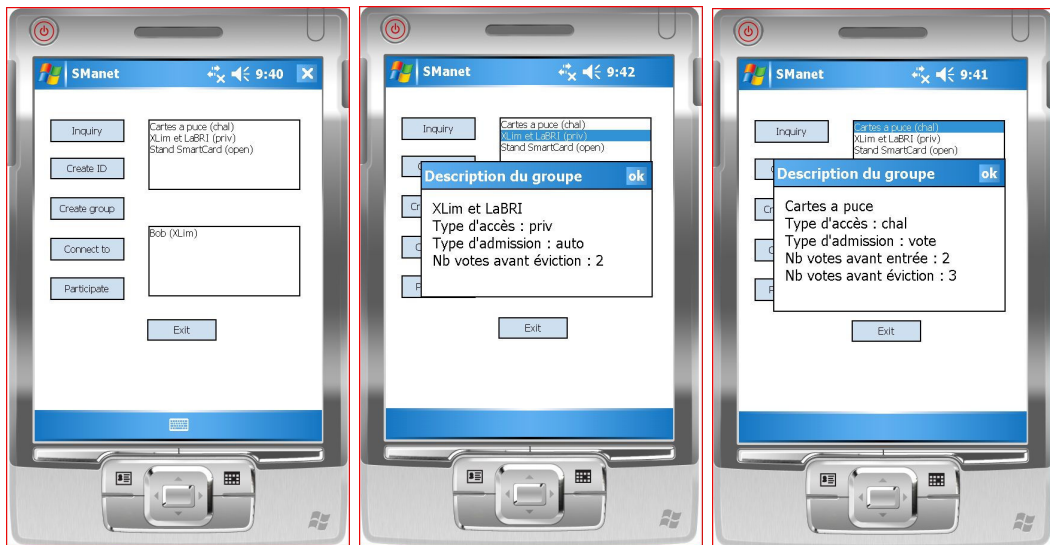 SManet 9:40
Inquiry
Create ID
Create group
Connect to
Participate
Cartes a puce (chal)
XLim et LaBRI (priv)
Stand SmartCard (open)
Bob (XLim)
Exit
SManet 9:42
Inquiry
Cartes a puce (chal)
XLim et LaBRI (priv)
Stand SmartCard (open)
C
Cr
C
P
Description du groupe ok
XLim et LaBRI
Type d'accès : priv
Type d'admission : auto
Nb votes avant éviction : 2
Exit
SManet 9:41
Inquiry
Cartes a puce (chal)
XLim et LaBRI (priv)
Stand SmartCard (open)
C
Cr
C
P
Description du groupe ok
Cartes a puce
Type d'accès : chal
Type d'admission : vote
Nb votes avant entrée : 2
Nb votes avant éviction : 3
Exit